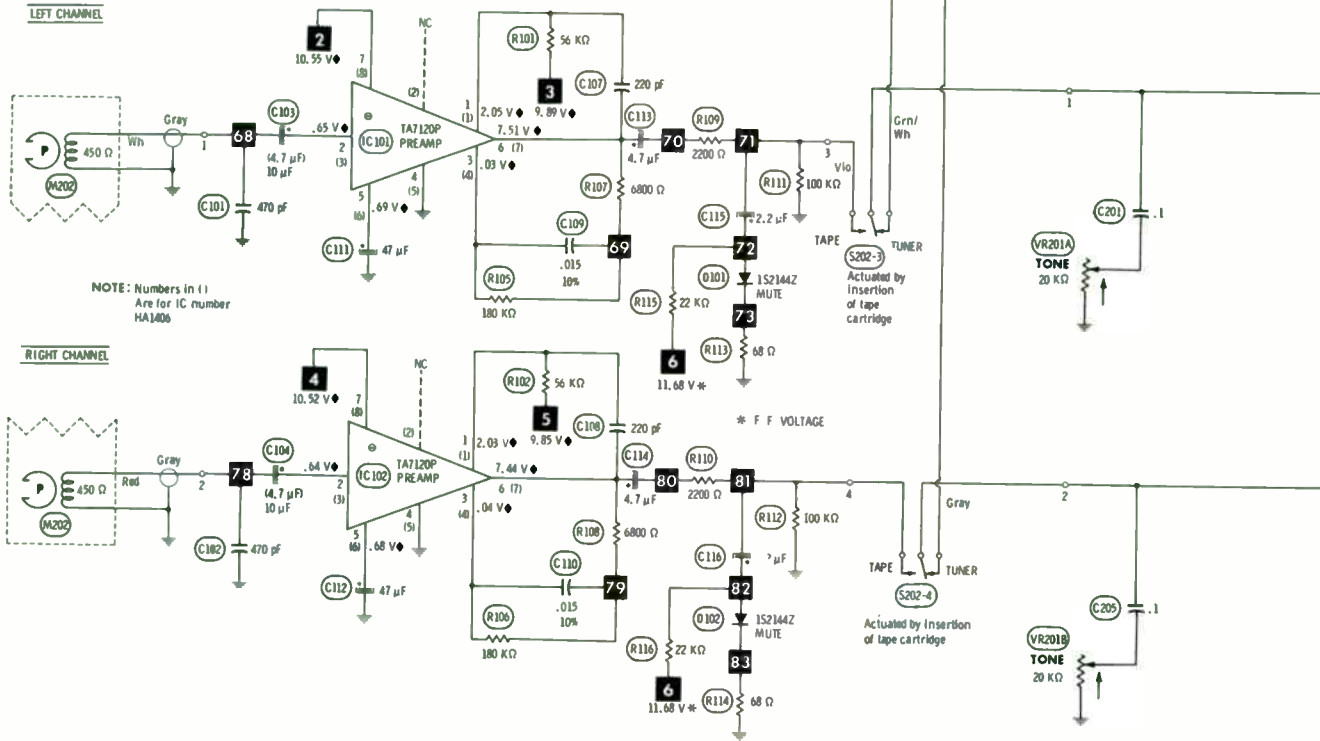 LEFT CHANNEL
2
10.55 V♦
NC
7
(8)
(2)
R101
56 KΩ
3
9.89 V♦
C107
220 pF
1
(1)
2.05 V♦
P
450 Ω
M202
Gray
Wh
1
68
C103
(4.7 µF)
10 µF
C101
470 pF
.65 V♦
2
(3)
⊖
IC101
TA7120P
PREAMP
7.51 V♦
6 (7)
3
(4)
.03 V♦
4
(5)
5
(6)
.69 V♦
C111
47 µF
C113
4.7 µF
70
R109
2200 Ω
71
R107
6800 Ω
C109
.015
10%
69
R105
180 KΩ
R111
100 KΩ
C115
2.2 µF
72
D101
1S2144Z
MUTE
R115
22 KΩ
73
R113
68 Ω
6
11.68 V *
3
Vio
Grn/
Wh
TAPE
TUNER
S202-3
Actuated by
Insertion
of tape
cartridge
1
C201
.1
VR201A
TONE
20 KΩ
NOTE: Numbers in ( )
Are for IC number
HA1406
RIGHT CHANNEL
4
10.52 V♦
NC
7
(8)
(2)
R102
56 KΩ
5
9.85 V♦
C108
220 pF
* F F VOLTAGE
1
(1)
2.03 V♦
P
450 Ω
M202
Gray
Red
2
78
C104
(4.7 µF)
10 µF
C102
470 pF
.64 V♦
2
(3)
⊖
IC102
TA7120P
PREAMP
7.44 V♦
6 (7)
3
(4)
.04 V♦
4
(5)
5
(6)
.68 V♦
C112
47 µF
C114
4.7 µF
80
R110
2200 Ω
81
R108
6800 Ω
C110
.015
10%
79
R106
180 KΩ
R112
100 KΩ
C116
µF
82
D102
1S2144Z
MUTE
R116
22 KΩ
83
R114
68 Ω
6
11.68 V *
4
Gray
TAPE
TUNER
S202-4
Actuated by Insertion
of tape cartridge
2
C205
.1
VR201B
TONE
20 KΩ